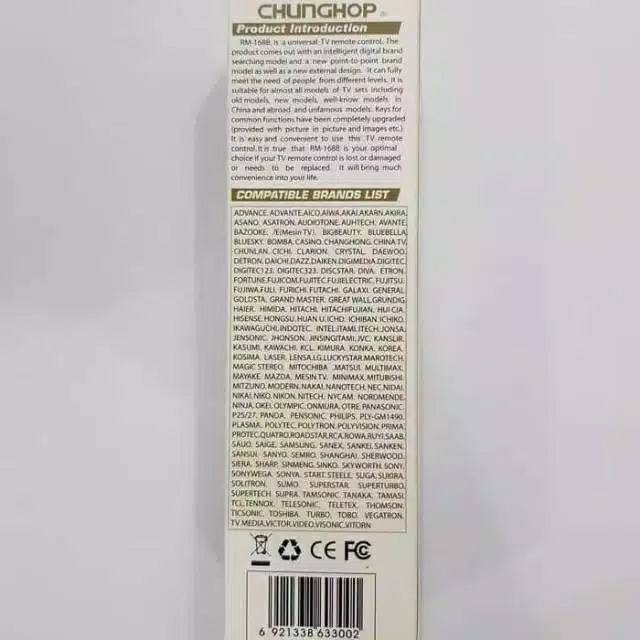 CHUNGHOP
Product Introduction
RM-168B is a universal TV remote control. The
product comes out with an intelligent digital brand
searching model and a new point-to-point brand
model as well as a new external design. It can fully
meet the need of people from different levels, it is
suitable for almost all models of TV sets including
old models, new models, well-know models in
China and abroad and unfamous models. Keys for
common functions have been completely upgraded
(provided with picture in picture and images etc.)
It is easy and convenient to use this TV remote
control. It is true that RM-168B is your optimal
choice if your TV remote control is lost or damaged
or needs to be replaced. It will bring much
convenience into your life.
COMPATIBLE BRANDS LIST
ADVANCE. ADVANTE.AICO,AIWA.AKAI.AKARN.AKIRA.
ASANO. ASATRON. AUDIOTONE. AUHTECH: AVANTE.
BAZOOKE. /E(Mesin TV). BIGBEAUTY. BLUEBELLA.
BLUESKY. BOMBA. CASINO. CHANGHONG. CHINA TV.
CHUNLAN. CICHI. CLARION. CRYSTAL. DAEWOO.
DETRON. DAICHI.DAZZ.DAIKEN.DIGIMEDIA.DIGITEC.
DIGITEC123. DIGITEC323. DISCSTAR. DIVA. ETRON.
FORTUNE.FUJICOM.FUJITEC.FUJIELECTRIC. FUJITSU.
FUJIWA.FULL. FURICHI. FUTACHI. GALAXI. GENERAL.
GOLDSTA. GRAND MASTER. GREAT WALL.GRUNDIG.
HAIER. HIMIDA. HITACHI. HITACHIFUJIAN. HUI CJA.
HISENSE. HONGSU. HUAN U.ICHD. ICHIBAN. ICHIKO.
IKAWAGUCHI.INDOTEC. INTEL.ITAMI.ITECH. JONSA.
JENSONIC. JHONSON. JINSINGITAMI.JVC. KANSLIR.
KASUMI. KAWACHI. KCL. KIMURA. KONKA. KOREA.
KOSIMA. LASER. LENSA.LG.LUCKYSTAR.MAROTECH.
MAGIC STEREO. MITOCHIBA .MATSUI. MULTIMAX.
MAYAKE. MAZDA. MESIN TV. MINIMAX. MITUBISHI.
MITZUNO. MODERN.NAKAI.NANOTECH. NEC.NIDAI.
NIKAI.NIKO.NIKON.NITECH. NYCAM. NORDMENDE.
NINJA. OKEI. OLYMPIC. ONMURA. OTRE. PANASONIC.
P25/27. PANDA. PENSONIC. PHILIPS. PLY-GM1490.
PLASMA. POLYTEC. POLYTRON. POLYVISION. PRIMA.
PROTEC.QUATRO.ROADSTAR.RCA.ROWA.RUYI.SAAB.
SAUO. SAIGE. SAMSUNG. SANEX. SANKEI. SANKEN.
SANSUI. SANYO. SEMRO. SHANGHAI. SHERWOOD.
SIERA. SHARP. SINMENG. SINKO. SKYWORTH. SONY.
SONYWEGA. SONYA. START. STEELE. SUGA. SUKIRA.
SOLITRON. SUMO. SUPERSTAR. SUPERTURBO.
SUPERTECH. SUPRA. TAMSONIC. TANAKA. TAMASI.
TCL.TENNOX. TELESONIC. TELETEX. THOMSON.
TICSONIC. TOSHIBA. TURBO. TOBO. VEGATRON.
TV MEDIA.VICTOR.VIDEO.VISONIC.VITORN
CE FC
6 921338 633002